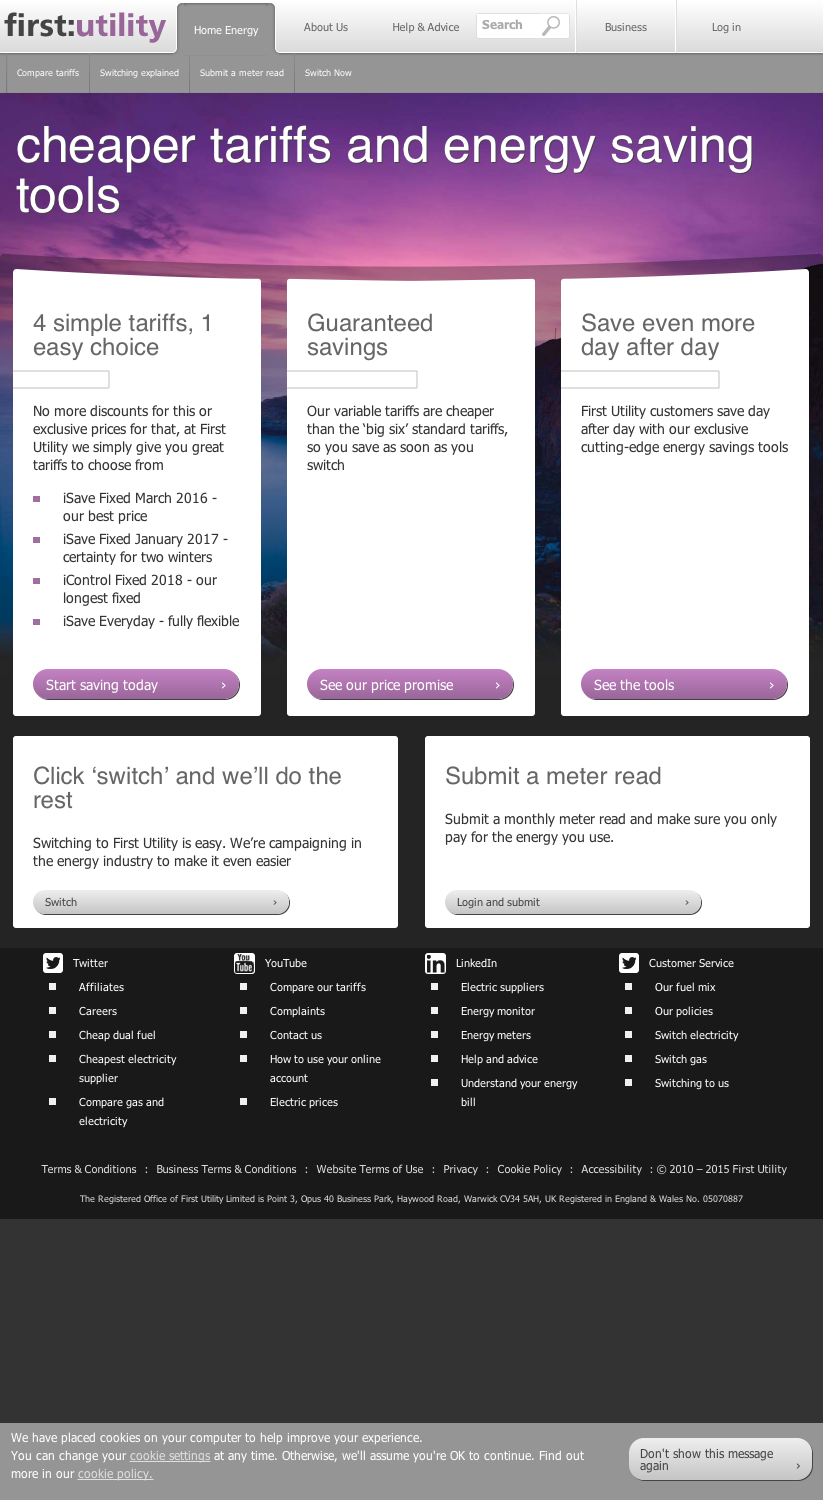 first:utility
Home Energy
About Us
Help & Advice
Search
Business
Log in
Compare tariffs
Switching explained
Submit a meter read
Switch Now
cheaper tariffs and energy saving
tools
4 simple tariffs, 1
easy choice
No more discounts for this or
exclusive prices for that, at First
Utility we simply give you great
tariffs to choose from
iSave Fixed March 2016 -
our best price
iSave Fixed January 2017 -
certainty for two winters
iControl Fixed 2018 - our
longest fixed
iSave Everyday - fully flexible
Start saving today
Guaranteed
savings
Our variable tariffs are cheaper
than the ‘big six’ standard tariffs,
so you save as soon as you
switch
See our price promise
Save even more
day after day
First Utility customers save day
after day with our exclusive
cutting-edge energy savings tools
See the tools
Click ‘switch’ and we’ll do the
rest
Switching to First Utility is easy. We’re campaigning in
the energy industry to make it even easier
Switch
Submit a meter read
Submit a monthly meter read and make sure you only
pay for the energy you use.
Login and submit
Twitter
Affiliates
Careers
Cheap dual fuel
Cheapest electricity
supplier
Compare gas and
electricity
You
Tube
YouTube
Compare our tariffs
Complaints
Contact us
How to use your online
account
Electric prices
in
LinkedIn
Electric suppliers
Energy monitor
Energy meters
Help and advice
Understand your energy
bill
Customer Service
Our fuel mix
Our policies
Switch electricity
Switch gas
Switching to us
Terms & Conditions : Business Terms & Conditions : Website Terms of Use : Privacy : Cookie Policy : Accessibility : © 2010 – 2015 First Utility
The Registered Office of First Utility Limited is Point 3, Opus 40 Business Park, Haywood Road, Warwick CV34 5AH, UK Registered in England & Wales No. 05070887
We have placed cookies on your computer to help improve your experience.
You can change your cookie settings at any time. Otherwise, we'll assume you're OK to continue. Find out
more in our cookie policy.
Don't show this message
again